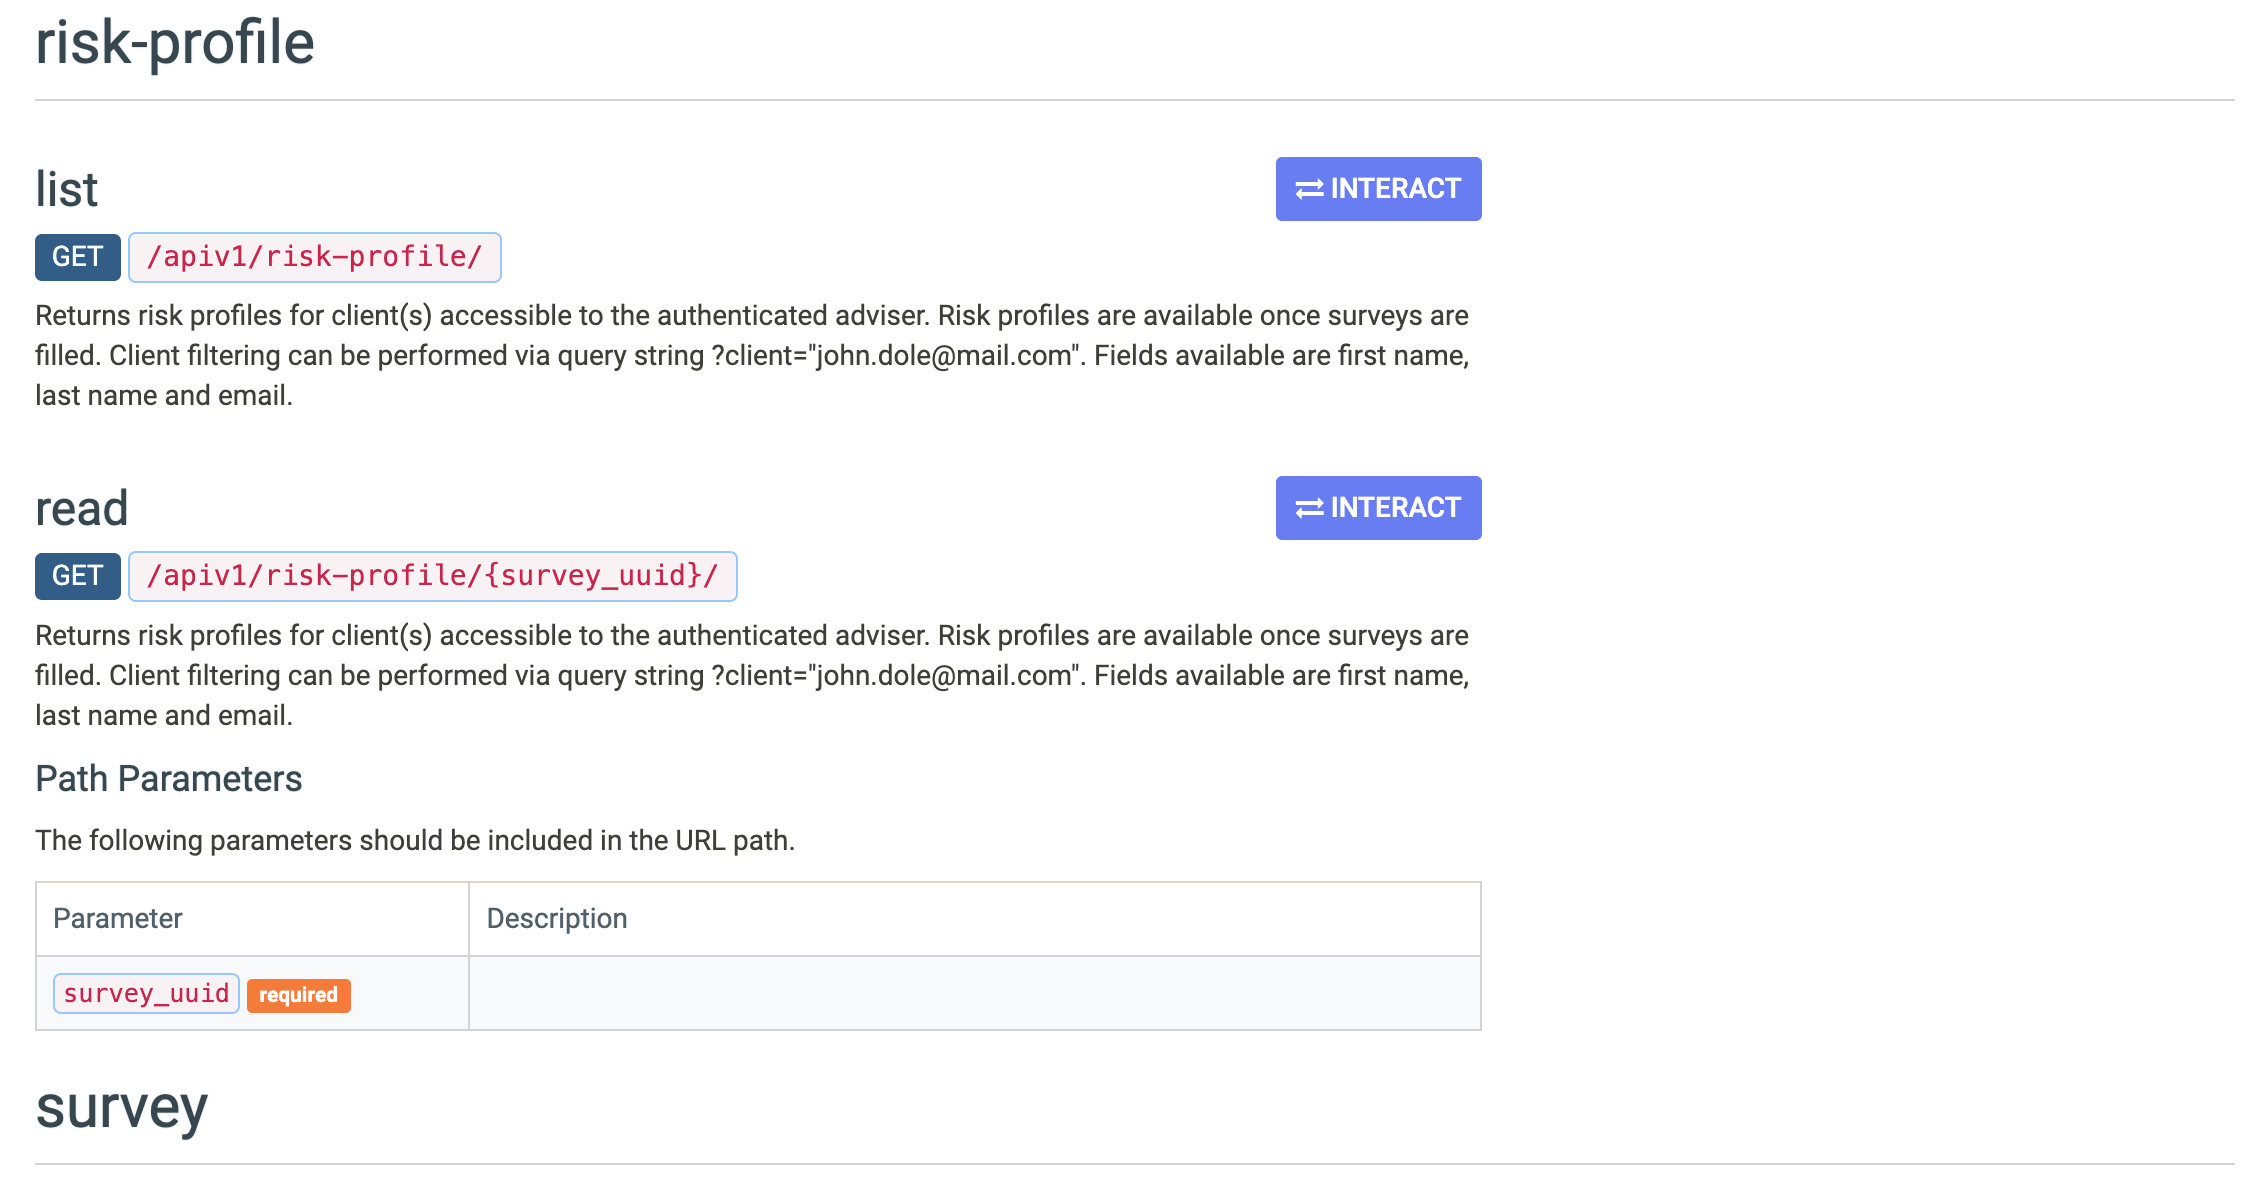 risk-profile
list
INTERACT
GET /apiv1/risk-profile/
Returns risk profiles for client(s) accessible to the authenticated adviser. Risk profiles are available once surveys are
filled. Client filtering can be performed via query string ?client="john.dole@mail.com". Fields available are first name,
last name and email.
read
INTERACT
GET /apiv1/risk-profile/{survey_uuid}/
Returns risk profiles for client(s) accessible to the authenticated adviser. Risk profiles are available once surveys are
filled. Client filtering can be performed via query string ?client="john.dole@mail.com". Fields available are first name,
last name and email.
Path Parameters
The following parameters should be included in the URL path.
Parameter Description
survey_uuid required
survey